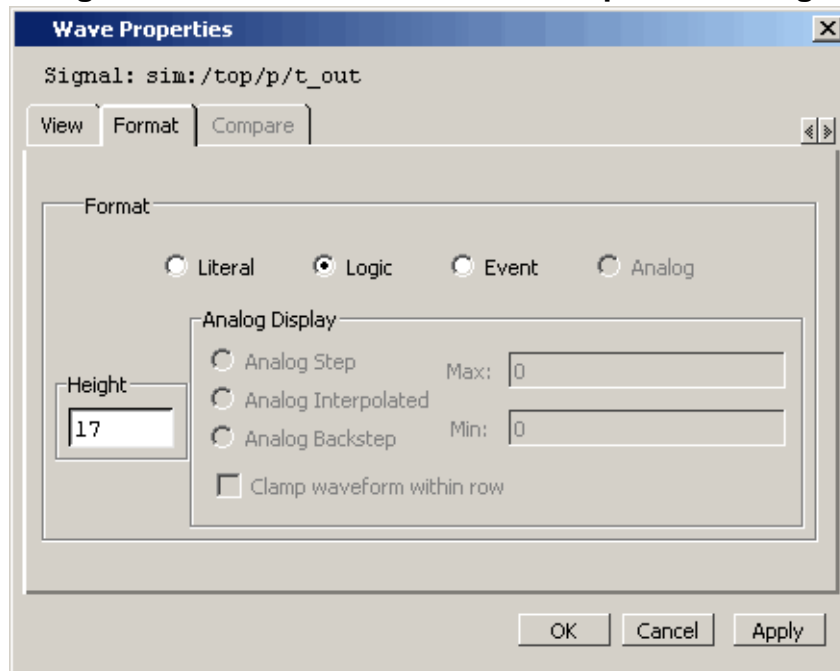 Wave Properties
Signal: sim:/top/p/t_out
View Format Compare
Format
Literal Logic Event Analog
Analog Display
Analog Step Max: 0
Height
Analog Interpolated
17 Analog Backstep Min: 0
Clamp waveform within row
OK Cancel Apply